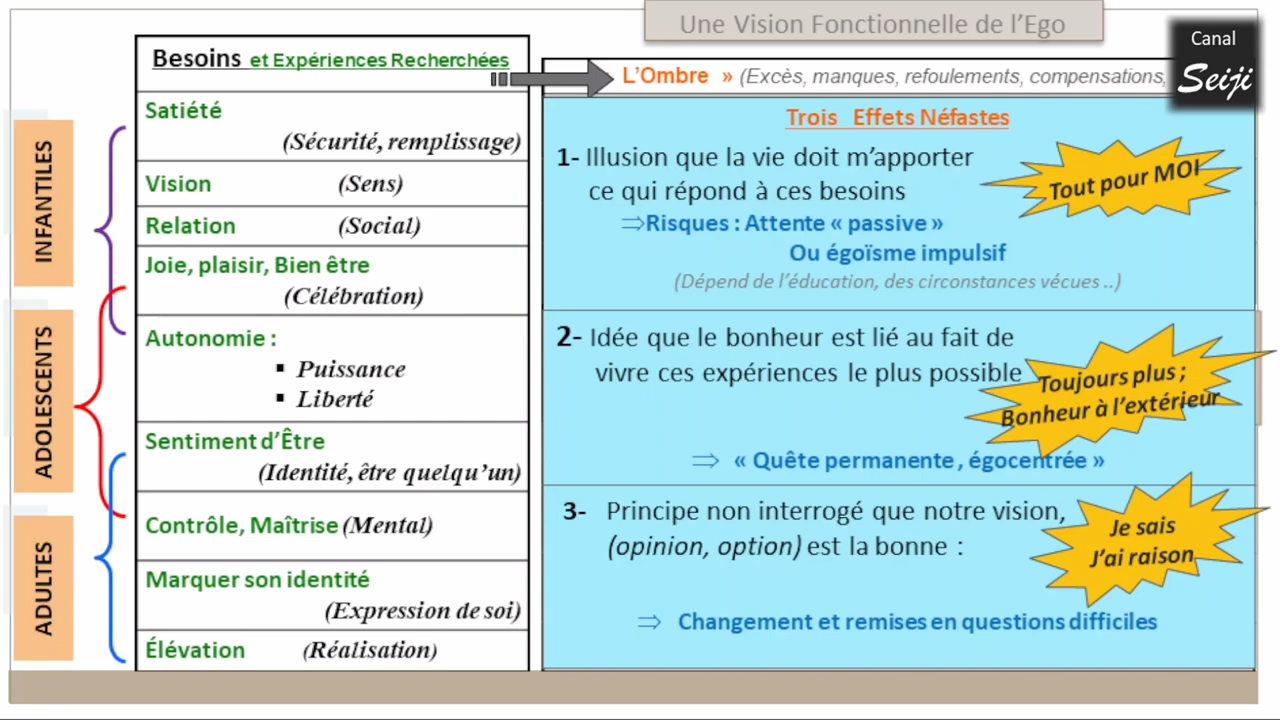 Une Vision Fonctionnelle de l'Ego
Canal
Seiji
Besoins et Expériences Recherchées
L'Ombre » (Excès, manques, refoulements, compensations,
INFANTILES
ADOLESCENTS
ADULTES
Satiété
(Sécurité, remplissage)
Vision (Sens)
Relation (Social)
Joie, plaisir, Bien être
(Célébration)
Autonomie :
▪ Puissance
▪ Liberté
Sentiment d'Être
(Identité, être quelqu'un)
Contrôle, Maîtrise (Mental)
Marquer son identité
(Expression de soi)
Élévation (Réalisation)
Trois Effets Néfastes
1- Illusion que la vie doit m'apporter
ce qui répond à ces besoins
⇒Risques : Attente « passive »
Ou égoïsme impulsif
(Dépend de l'éducation, des circonstances vécues ..)
Tout pour MOI
2- Idée que le bonheur est lié au fait de
vivre ces expériences le plus possible
Toujours plus ;
Bonheur à l'extérieur
⇒ « Quête permanente , égocentrée »
3- Principe non interrogé que notre vision,
(opinion, option) est la bonne :
Je sais
J'ai raison
⇒ Changement et remises en questions difficiles